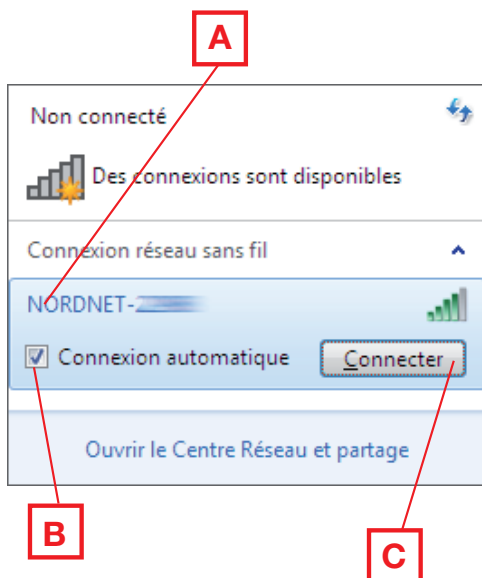 A
Non connecté
Des connexions sont disponibles
Connexion réseau sans fil
NORDNET-
Connexion automatique
Connecter
Ouvrir le Centre Réseau et partage
B
C